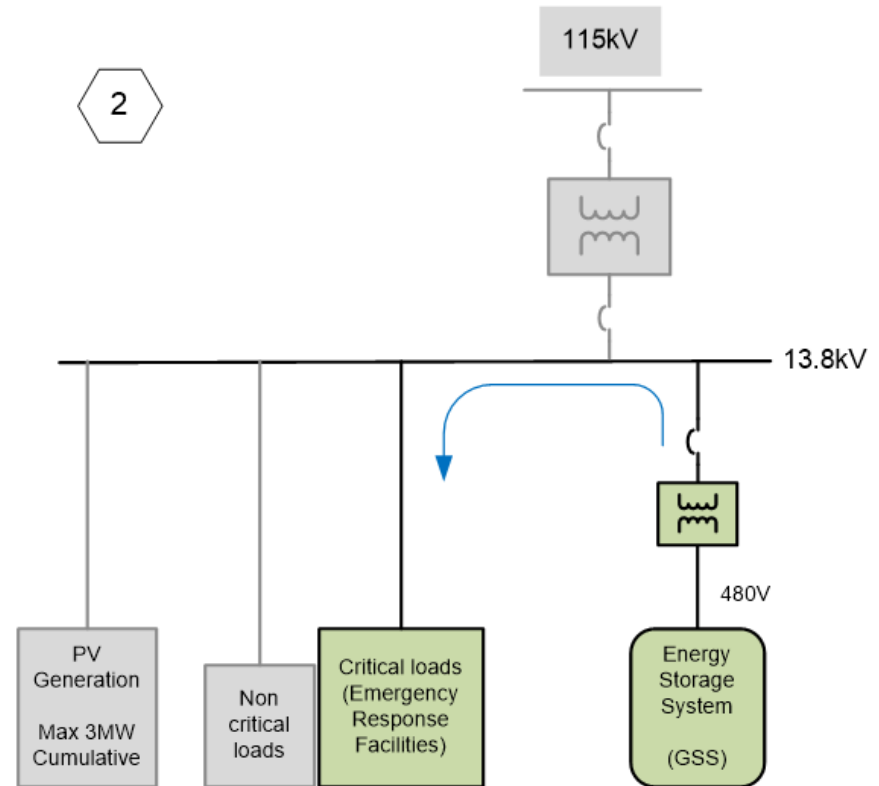 115kV
2
13.8kV
480V
PV
Generation
Max 3MW
Cumulative
Non
critical
loads
Critical loads
(Emergency
Response
Facilities)
Energy
Storage
System
(GSS)